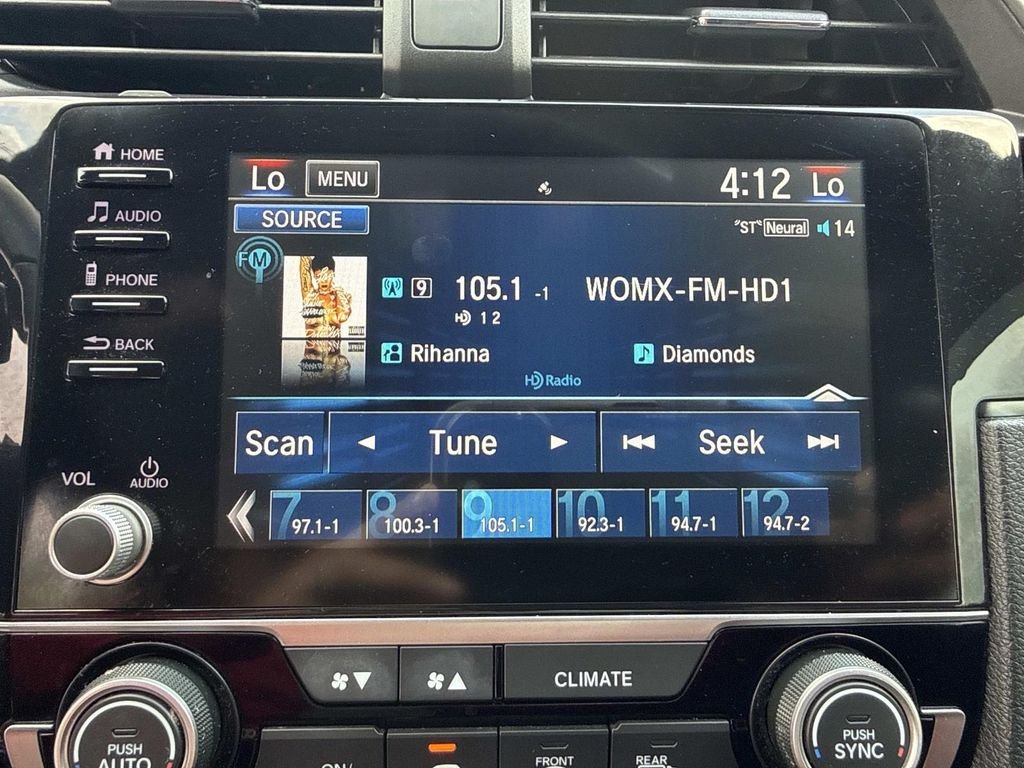 HOME
AUDIO
PHONE
BACK
VOL
AUDIO
Lo MENU 4:12 Lo
SOURCE
"ST" Neural 14
FM
9 105.1 -1 WOMX-FM-HD1
HD 1 2
Rihanna Diamonds
HD Radio
Scan Tune Seek
7 97.1-1
8 100.3-1
9 105.1-1
10 92.3-1
11 94.7-1
12 94.7-2
CLIMATE
PUSH
AUTO
ON/
FRONT
REAR
PUSH
SYNC